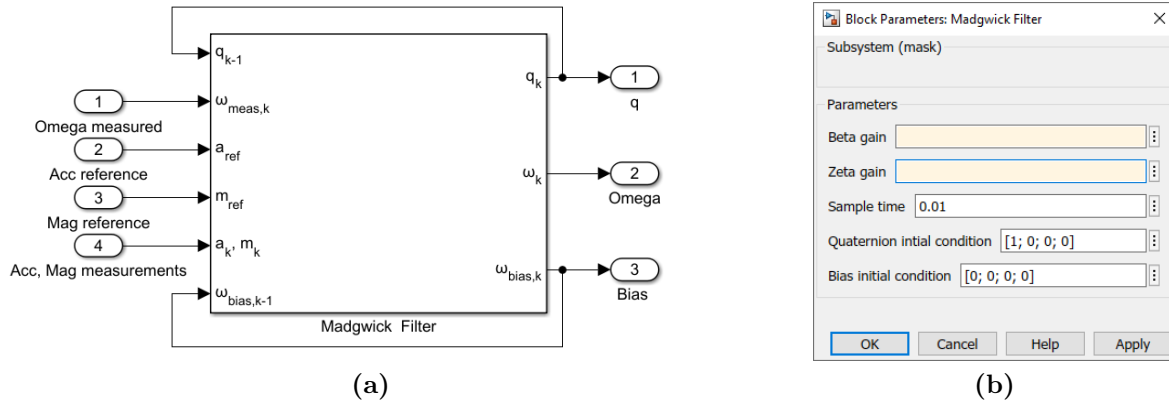 q_{k-1}
q_k
1
q
1
ω_{meas,k}
Omega measured
2
a_{ref}
Acc reference
ω_k
2
Omega
3
m_{ref}
Mag reference
4
a_k, m_k
Acc, Mag measurements
ω_{bias,k}
3
Bias
ω_{bias,k-1}
Madgwick Filter
(a)
Block Parameters: Madgwick Filter
Subsystem (mask)
Parameters
Beta gain
Zeta gain
Sample time 0.01
Quaternion intial condition [1; 0; 0; 0]
Bias initial condition [0; 0; 0; 0]
OK Cancel Help Apply
(b)